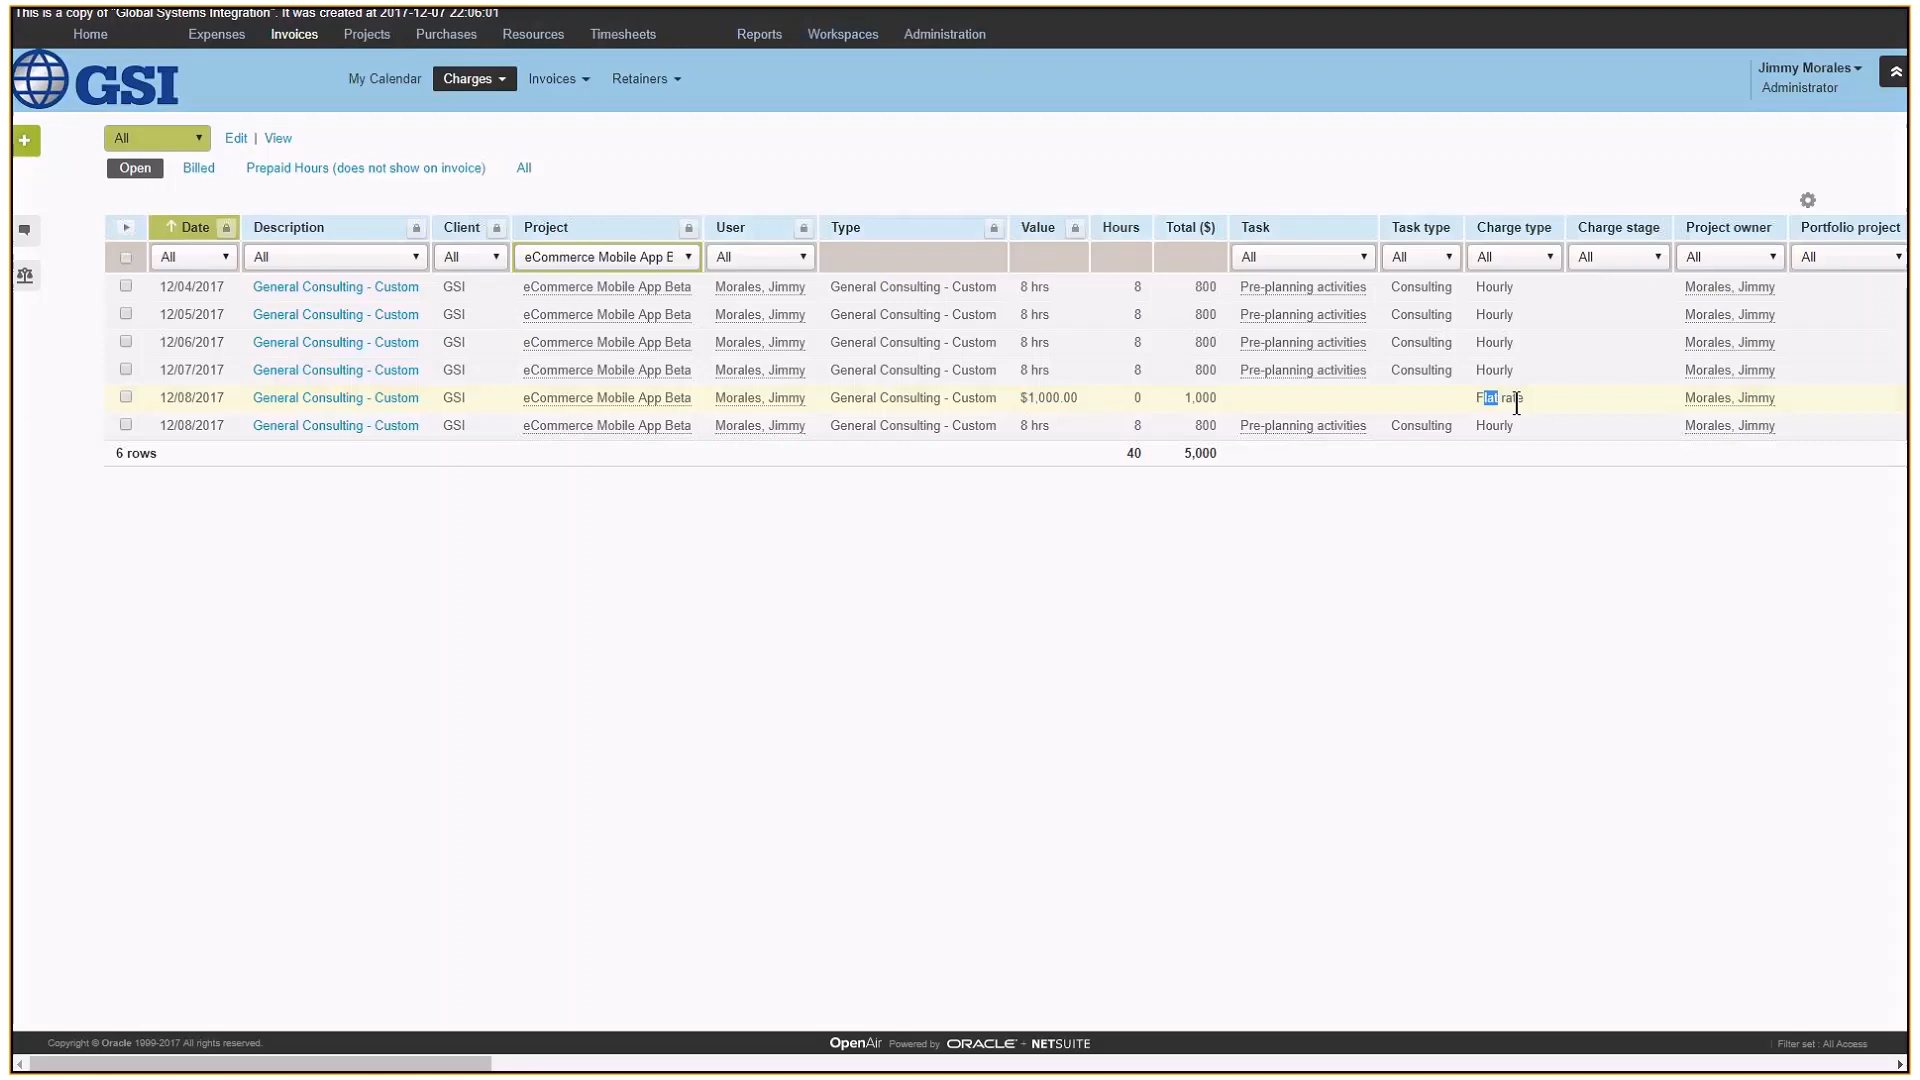 This is a copy of "Global Systems Integration". It was created at 2017-12-07 22:06:01
Home Expenses Invoices Projects Purchases Resources Timesheets Reports Workspaces Administration
GSI My Calendar Charges Invoices Retainers Jimmy Morales
Administrator
All Edit | View
Open Billed Prepaid Hours (does not show on invoice) All
Date Description Client Project User Type Value Hours Total ($) Task Task type Charge type Charge stage Project owner Portfolio project
All All All eCommerce Mobile App B All All All All All All All
12/04/2017 General Consulting - Custom GSI eCommerce Mobile App Beta Morales, Jimmy General Consulting - Custom 8 hrs 8 800 Pre-planning activities Consulting Hourly Morales, Jimmy
12/05/2017 General Consulting - Custom GSI eCommerce Mobile App Beta Morales, Jimmy General Consulting - Custom 8 hrs 8 800 Pre-planning activities Consulting Hourly Morales, Jimmy
12/06/2017 General Consulting - Custom GSI eCommerce Mobile App Beta Morales, Jimmy General Consulting - Custom 8 hrs 8 800 Pre-planning activities Consulting Hourly Morales, Jimmy
12/07/2017 General Consulting - Custom GSI eCommerce Mobile App Beta Morales, Jimmy General Consulting - Custom 8 hrs 8 800 Pre-planning activities Consulting Hourly Morales, Jimmy
12/08/2017 General Consulting - Custom GSI eCommerce Mobile App Beta Morales, Jimmy General Consulting - Custom $1,000.00 0 1,000 Flat rate Morales, Jimmy
12/08/2017 General Consulting - Custom GSI eCommerce Mobile App Beta Morales, Jimmy General Consulting - Custom 8 hrs 8 800 Pre-planning activities Consulting Hourly Morales, Jimmy
6 rows 40 5,000
Copyright © Oracle 1999-2017 All rights reserved. OpenAir Powered by ORACLE + NETSUITE Filter set : All Access